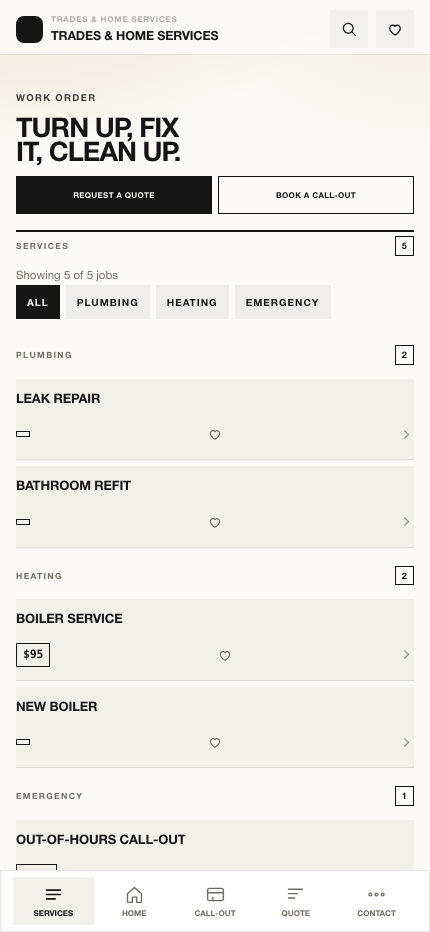 TRADES & HOME SERVICES
TRADES & HOME SERVICES
WORK ORDER
TURN UP, FIX
IT, CLEAN UP.
REQUEST A QUOTE
BOOK A CALL-OUT
SERVICES
5
Showing 5 of 5 jobs
ALL
PLUMBING
HEATING
EMERGENCY
PLUMBING
2
LEAK REPAIR
BATHROOM REFIT
HEATING
2
BOILER SERVICE
$95
NEW BOILER
EMERGENCY
1
OUT-OF-HOURS CALL-OUT
SERVICES
HOME
CALL-OUT
QUOTE
CONTACT